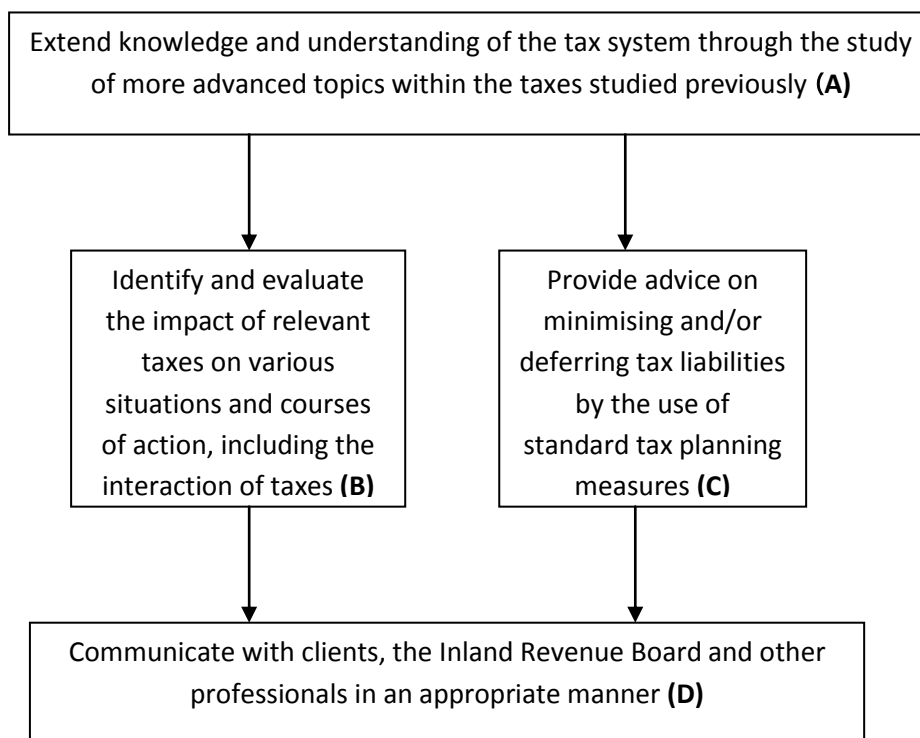 Extend knowledge and understanding of the tax system through the study
of more advanced topics within the taxes studied previously (A)
Identify and evaluate
the impact of relevant
taxes on various
situations and courses
of action, including the
interaction of taxes (B)
Provide advice on
minimising and/or
deferring tax liabilities
by the use of
standard tax planning
measures (C)
Communicate with clients, the Inland Revenue Board and other
professionals in an appropriate manner (D)